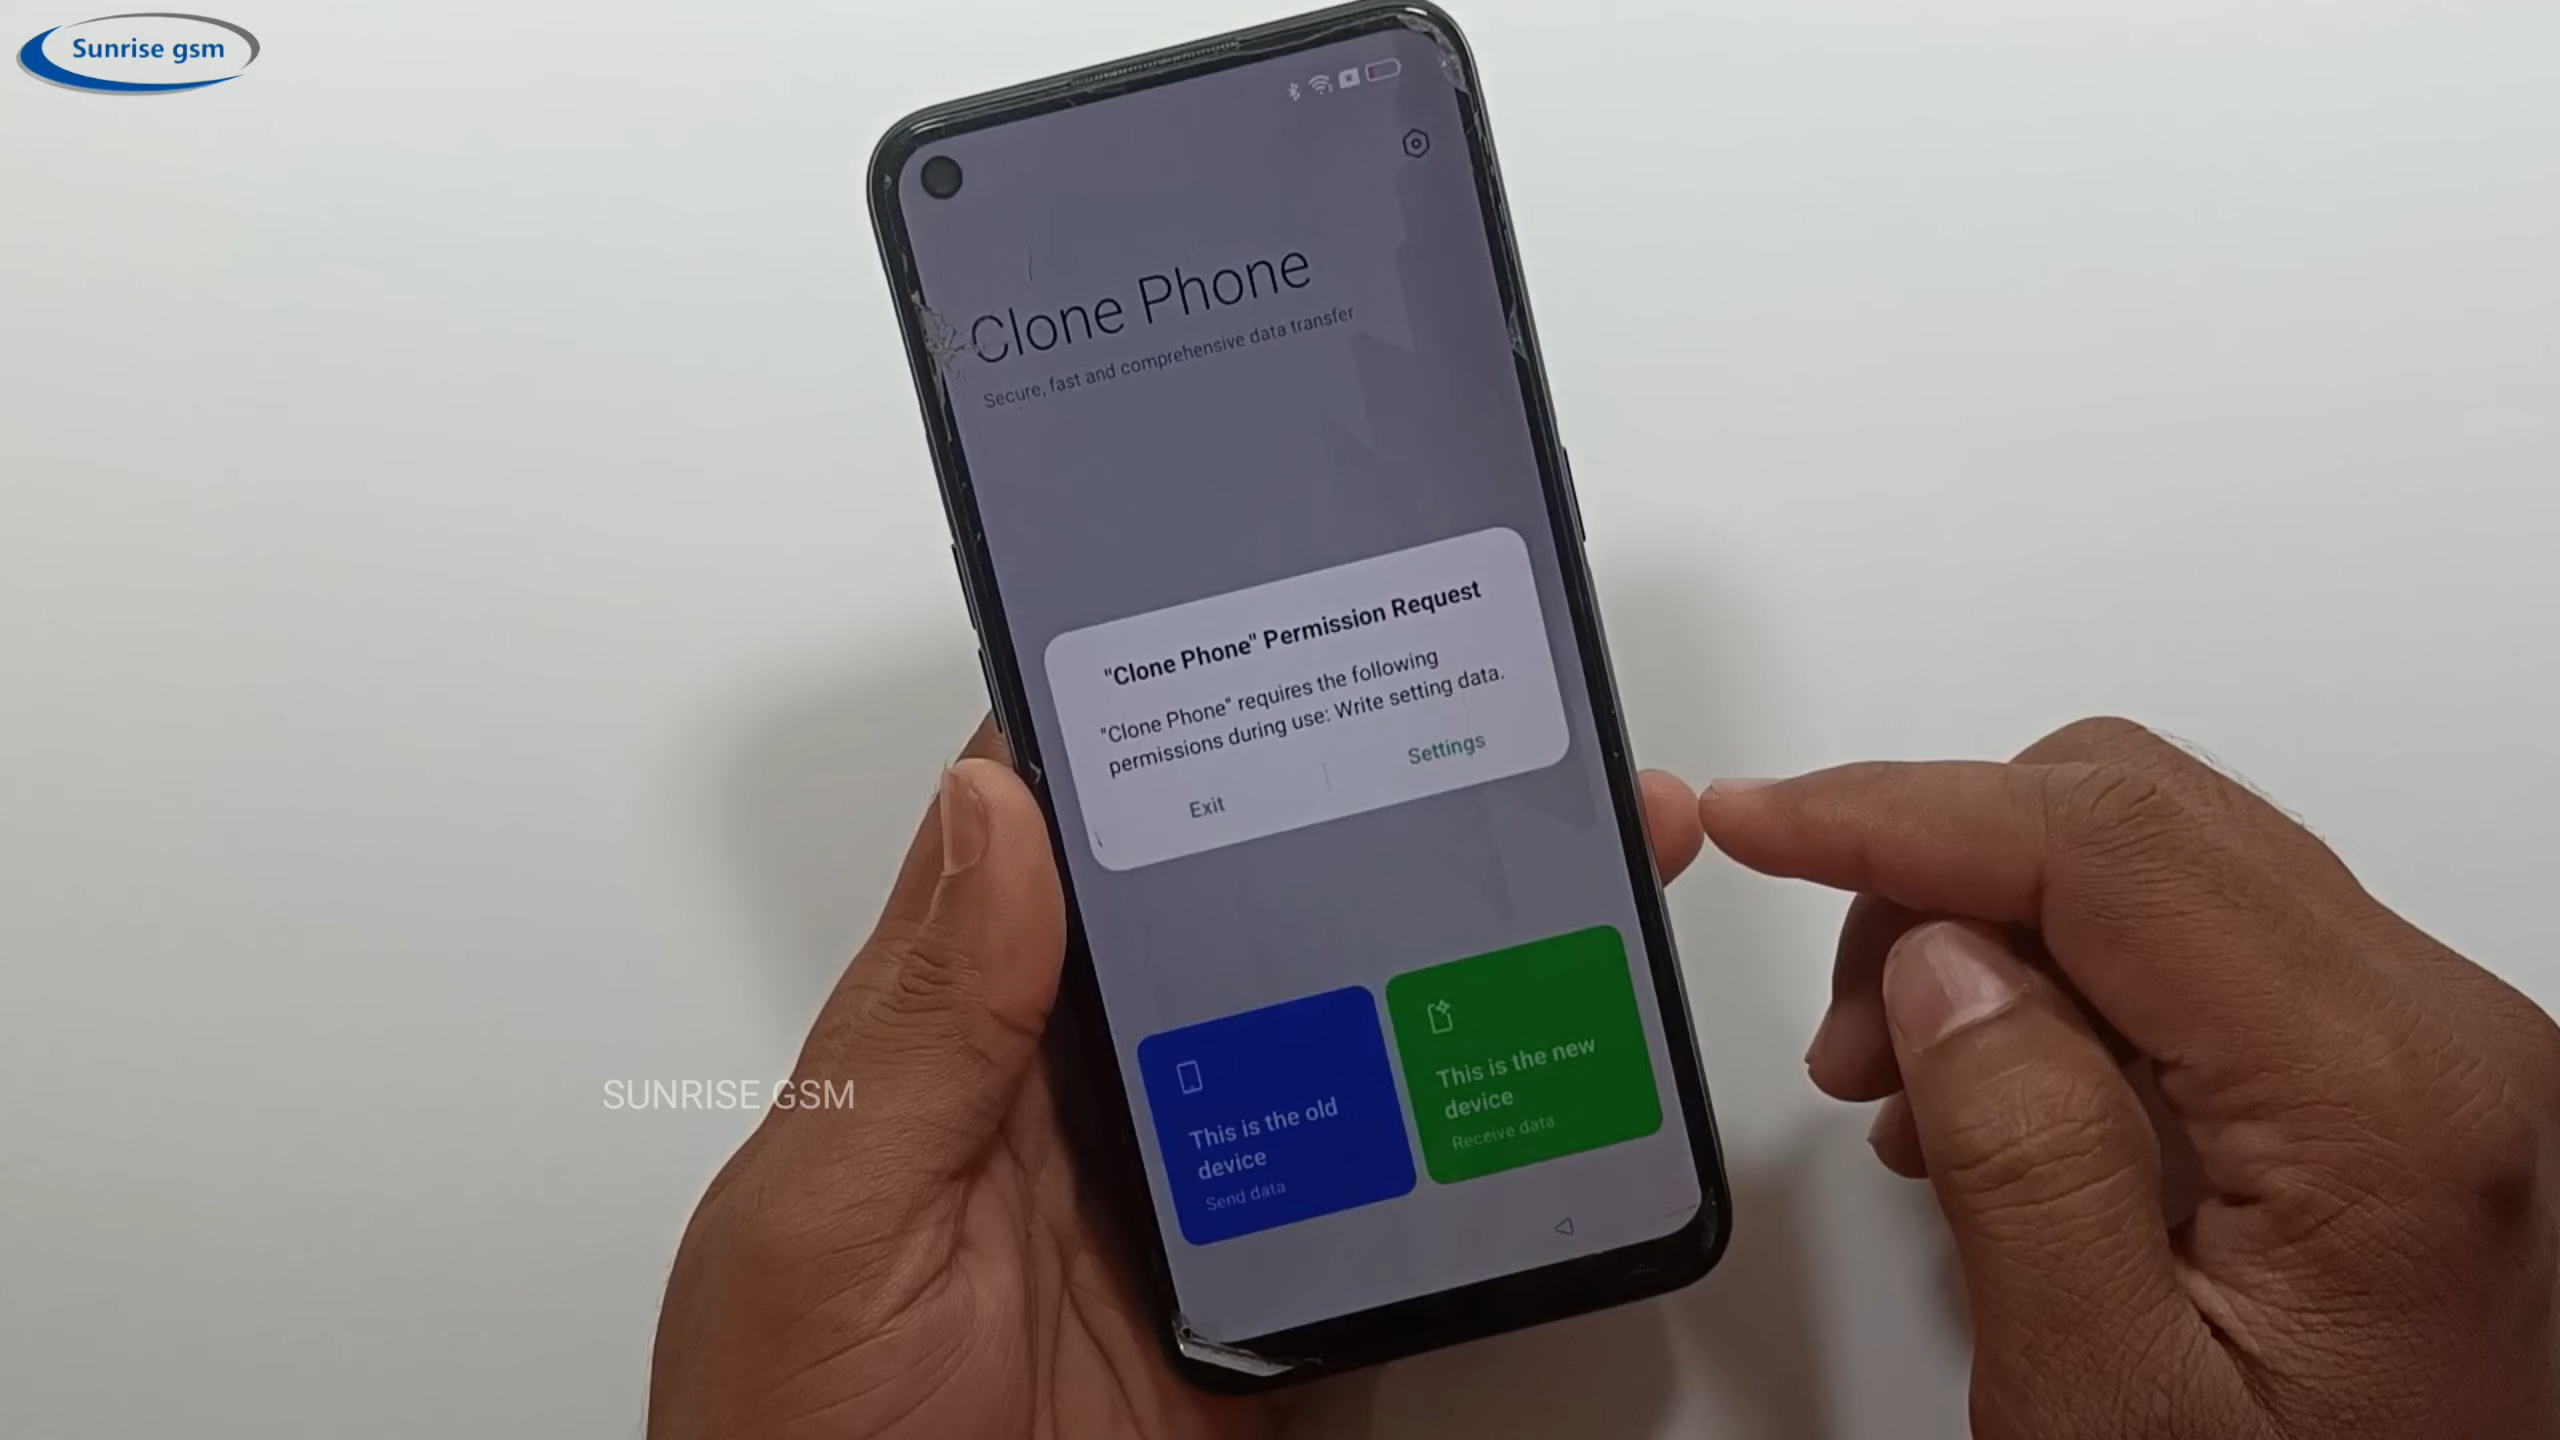 Sunrise gsm
Clone Phone
Secure, fast and comprehensive data transfer
"Clone Phone" Permission Request
"Clone Phone" requires the following
permissions during use: Write setting data.
Exit
Settings
This is the old
device
Send data
This is the new
device
Receive data
SUNRISE GSM